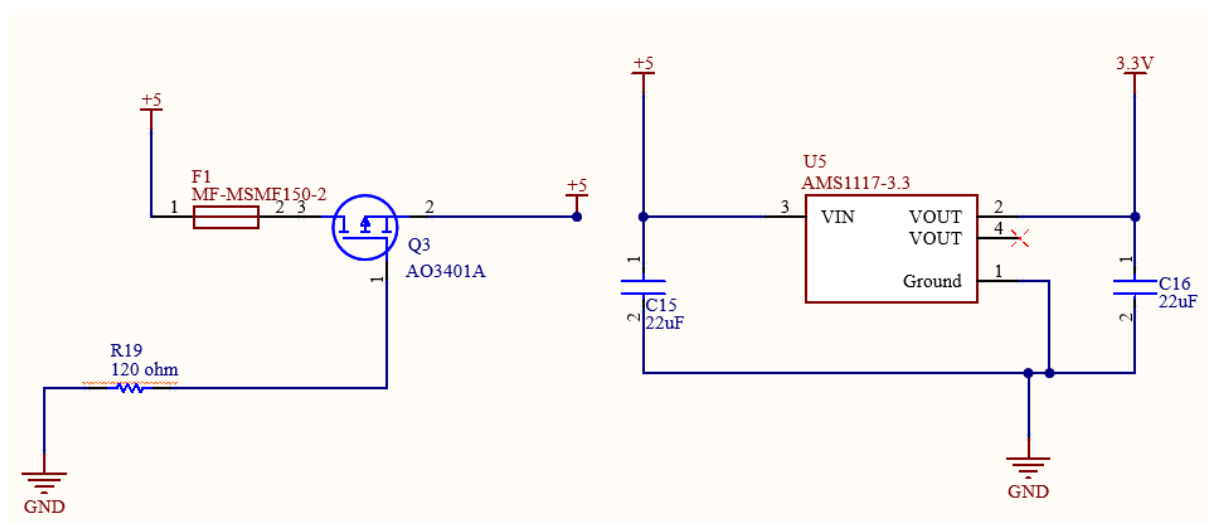 +5
F1
MF-MSMF150-2
1
2
3
2
+5
Q3
AO3401A
1
R19
120 ohm
GND
+5
3.3V
U5
AMS1117-3.3
3
VIN
VOUT
2
VOUT
4
Ground
1
1
C15
22uF
2
1
C16
22uF
2
GND